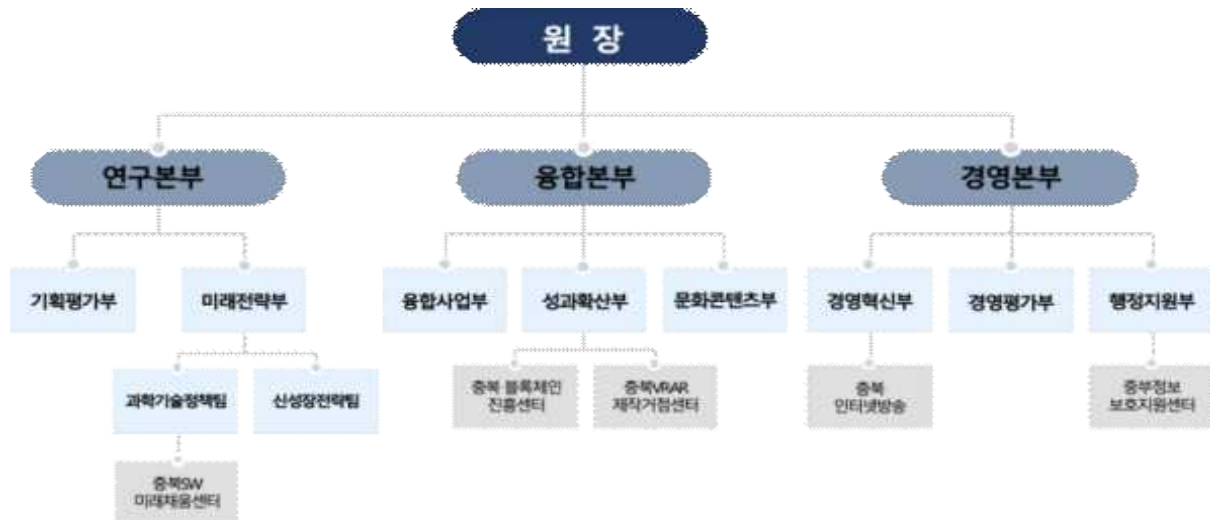 원 장
연구본부
융합본부
경영본부
기획평가부
미래전략부
융합사업부
성과확산부
문화콘텐츠부
경영혁신부
경영평가부
행정지원부
과학기술정책팀
신성장전략팀
충북 블록체인
진흥센터
충북VRAR
제작거점센터
충북
인터넷방송
중부정보
보호지원센터
충북SW
미래채움센터